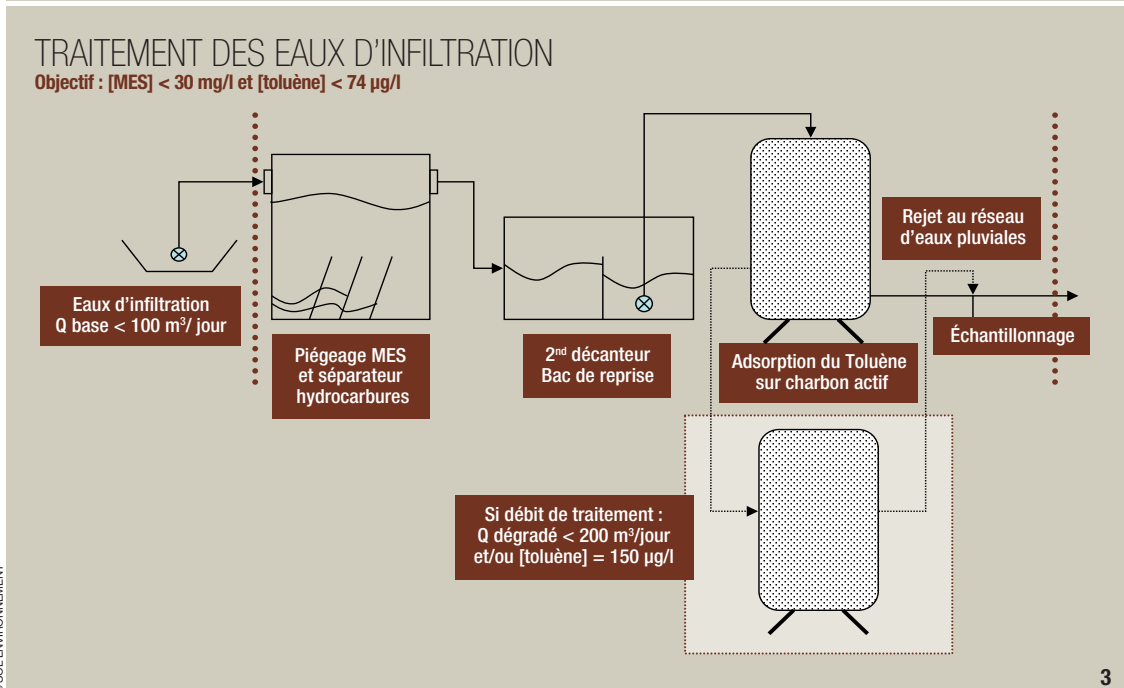 TRAITEMENT DES EAUX D'INFILTRATION
Objectif : [MES] < 30 mg/l et [toluène] < 74 µg/l
Eaux d'infiltration
Q base < 100 m³/ jour
Piégeage MES
et séparateur
hydrocarbures
2nd décanteur
Bac de reprise
Adsorption du Toluène
sur charbon actif
Rejet au réseau
d'eaux pluviales
Échantillonnage
Si débit de traitement :
Q dégradé < 200 m³/jour
et/ou [toluène] = 150 µg/l
ENVIRONNEMENT
3